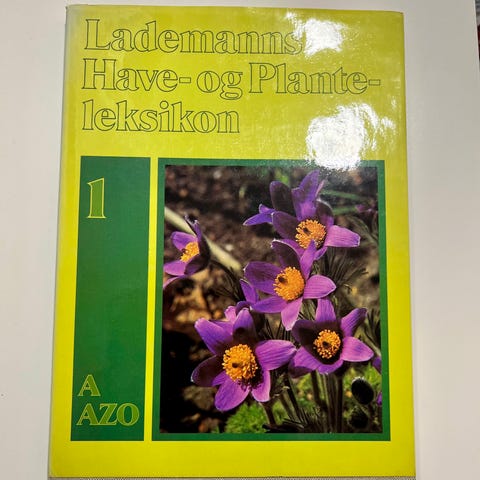 Lademanns
Have- og Plante-
leksikon
1
A
AZO